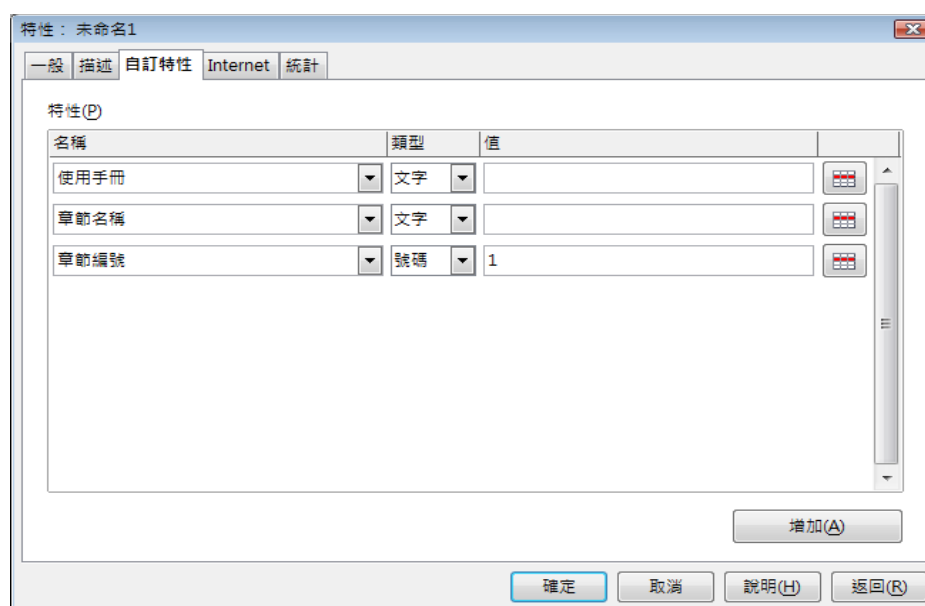 特性： 未命名1
一般 描述 自訂特性 Internet 統計
特性(P)
名稱 類型 值
使用手冊 文字
章節名稱 文字
章節編號 號碼 1
增加(A)
確定 取消 說明(H) 返回(R)